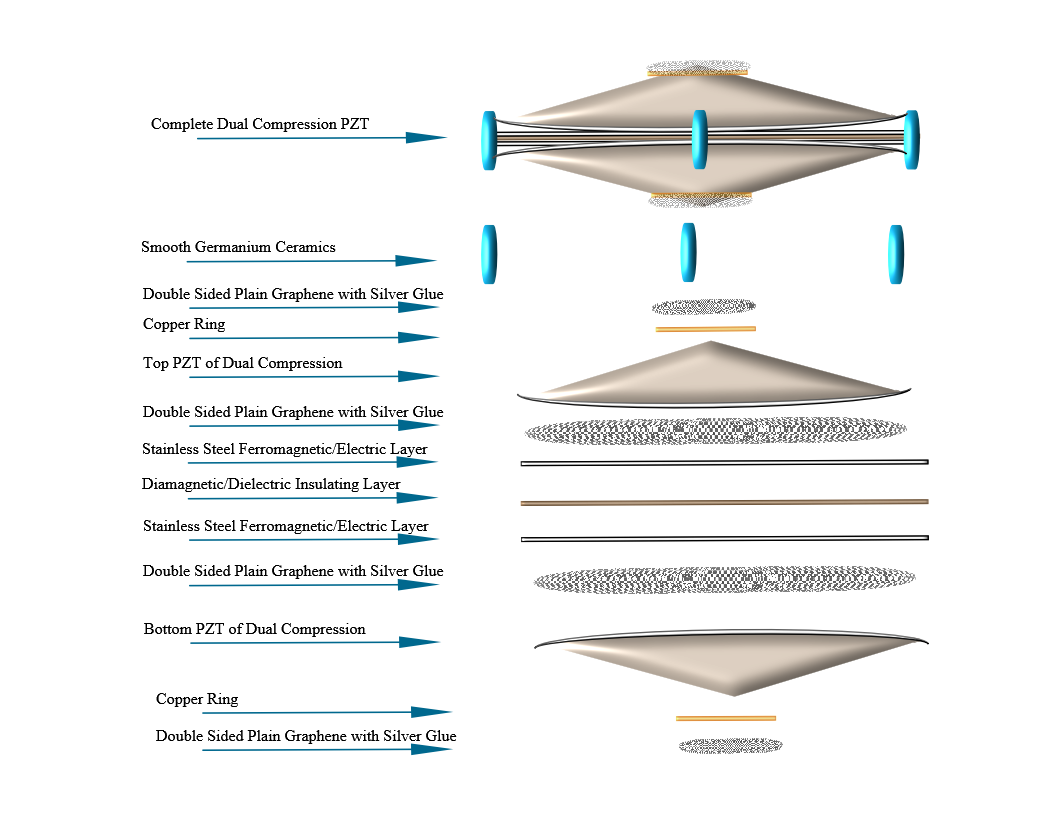 Complete Dual Compression PZT
Smooth Germanium Ceramics
Double Sided Plain Graphene with Silver Glue
Copper Ring
Top PZT of Dual Compression
Double Sided Plain Graphene with Silver Glue
Stainless Steel Ferromagnetic/Electric Layer
Diamagnetic/Dielectric Insulating Layer
Stainless Steel Ferromagnetic/Electric Layer
Double Sided Plain Graphene with Silver Glue
Bottom PZT of Dual Compression
Copper Ring
Double Sided Plain Graphene with Silver Glue